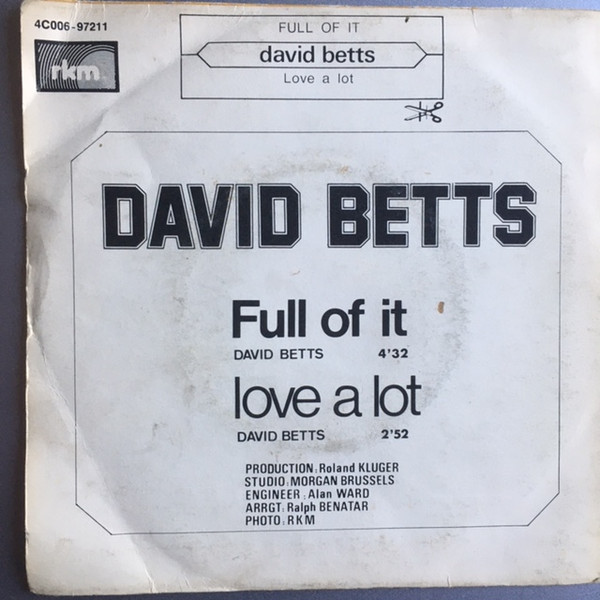 4C006-97211
rkm
FULL OF IT
david betts
Love a lot
DAVID BETTS
Full of it
DAVID BETTS 4'32
love a lot
DAVID BETTS 2'52
PRODUCTION: Roland KLUGER
STUDIO: MORGAN BRUSSELS
ENGINEER: Alan WARD
ARRGT: Ralph BENATAR
PHOTO: RKM